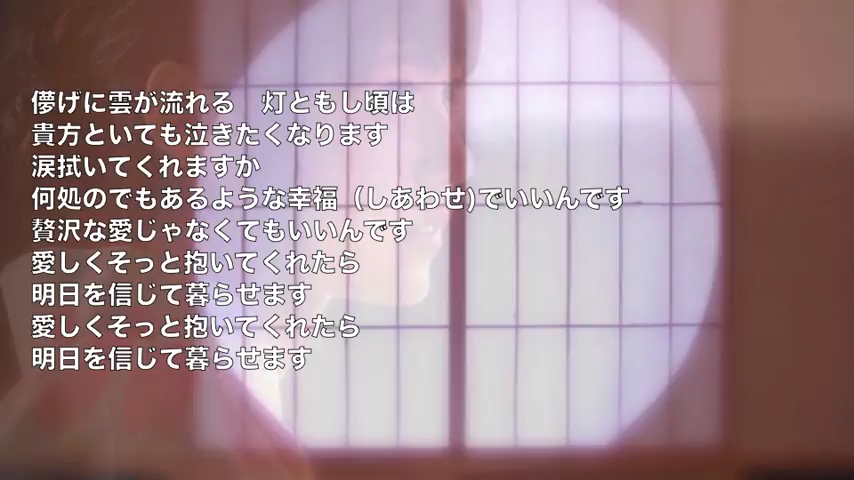 儚げに雲が流れる　灯ともし頃は
貴方といても泣きたくなります
涙拭いてくれますか
何処のでもあるような幸福（しあわせ)でいいんです
贅沢な愛じゃなくてもいいんです
愛しくそっと抱いてくれたら
明日を信じて暮らせます
愛しくそっと抱いてくれたら
明日を信じて暮らせます